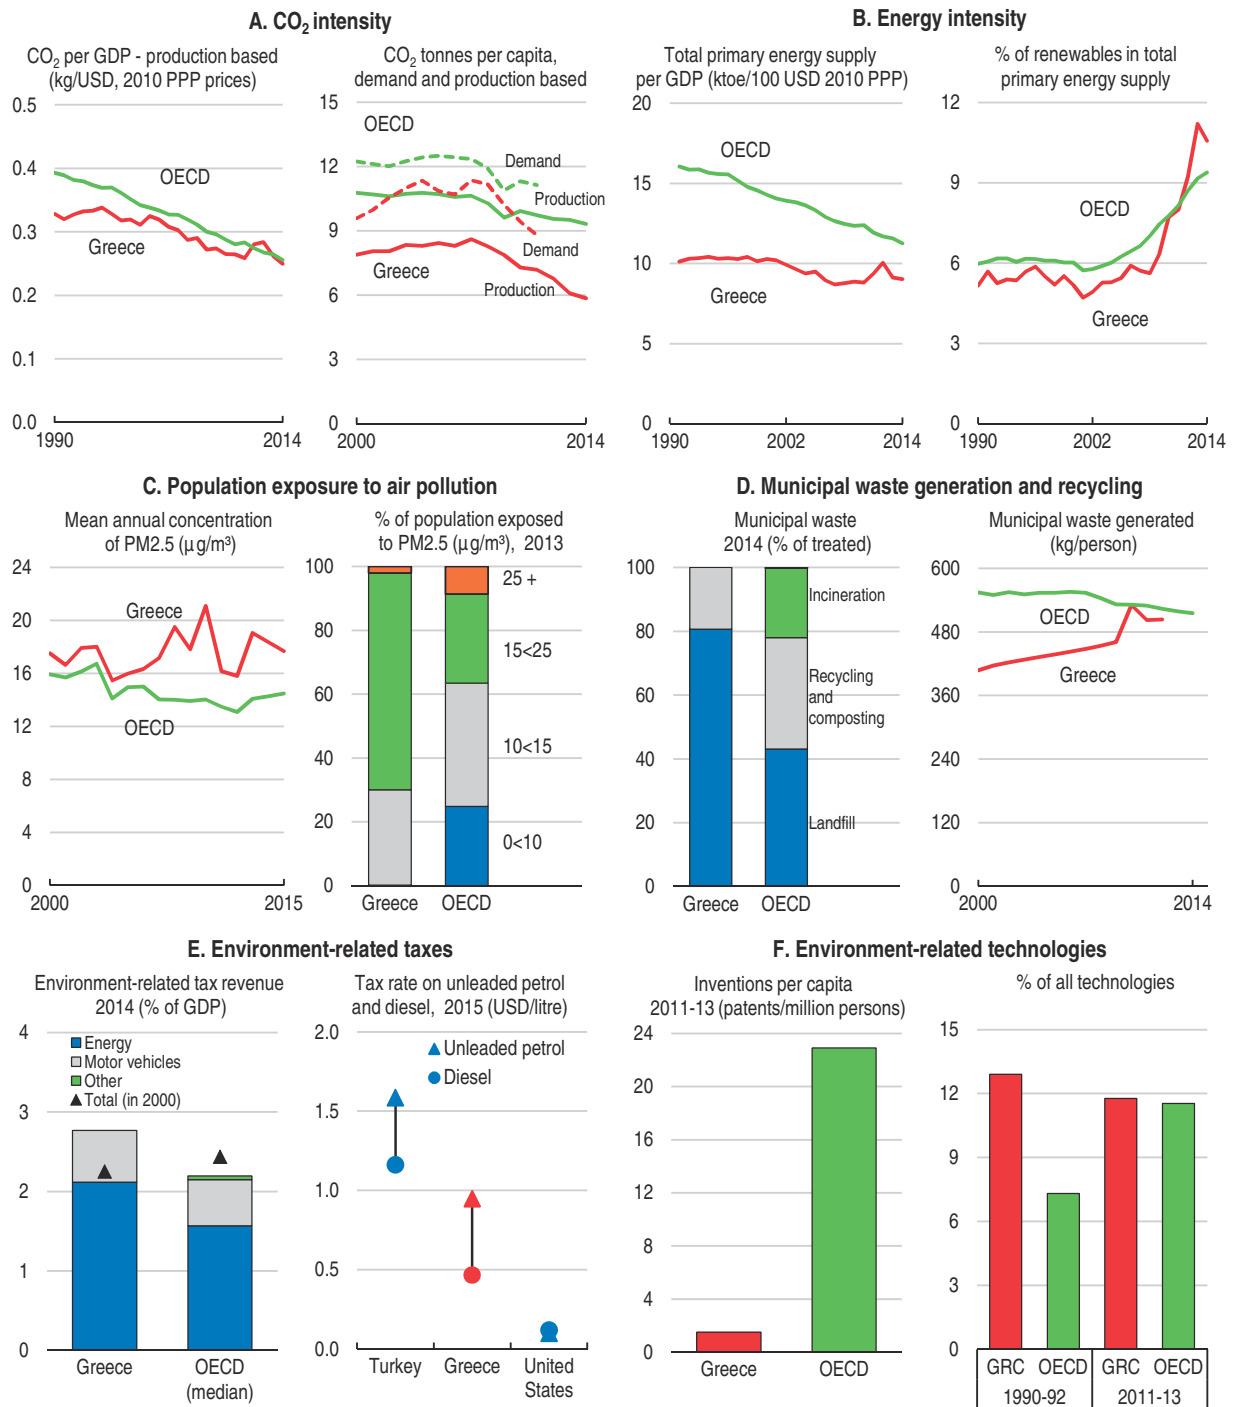 A. CO2 intensity
CO2 per GDP - production based
(kg/USD, 2010 PPP prices)
0.5
0.4
0.3
0.2
0.1
0.0
OECD
Greece
1990
2014
CO2 tonnes per capita,
demand and production based
15
12
9
6
3
0
OECD
Demand
Production
Demand
Greece
Production
2000
2014
B. Energy intensity
Total primary energy supply
per GDP (ktoe/100 USD 2010 PPP)
20
15
10
5
0
OECD
Greece
1990
2002
2014
% of renewables in total
primary energy supply
12
9
6
3
0
OECD
Greece
1990
2002
2014
C. Population exposure to air pollution
Mean annual concentration
of PM2.5 (µg/m³)
24
20
16
12
8
4
0
Greece
OECD
2000
2015
% of population exposed
to PM2.5 (µg/m³), 2013
100
80
60
40
20
0
25 +
15<25
10<15
0<10
Greece
OECD
D. Municipal waste generation and recycling
Municipal waste
2014 (% of treated)
100
80
60
40
20
0
Incineration
Recycling
and
composting
Landfill
Greece
OECD
Municipal waste generated
(kg/person)
600
480
360
240
120
0
OECD
Greece
2000
2014
E. Environment-related taxes
Environment-related tax revenue
2014 (% of GDP)
4
3
2
1
0
Energy
Motor vehicles
Other
Total (in 2000)
Greece
OECD
(median)
Tax rate on unleaded petrol
and diesel, 2015 (USD/litre)
2.0
1.5
1.0
0.5
0.0
Unleaded petrol
Diesel
Turkey
Greece
United
States
F. Environment-related technologies
Inventions per capita
2011-13 (patents/million persons)
24
22
16
12
8
4
0
Greece
OECD
% of all technologies
15
12
9
6
3
0
GRC
OECD
GRC
OECD
1990-92
2011-13